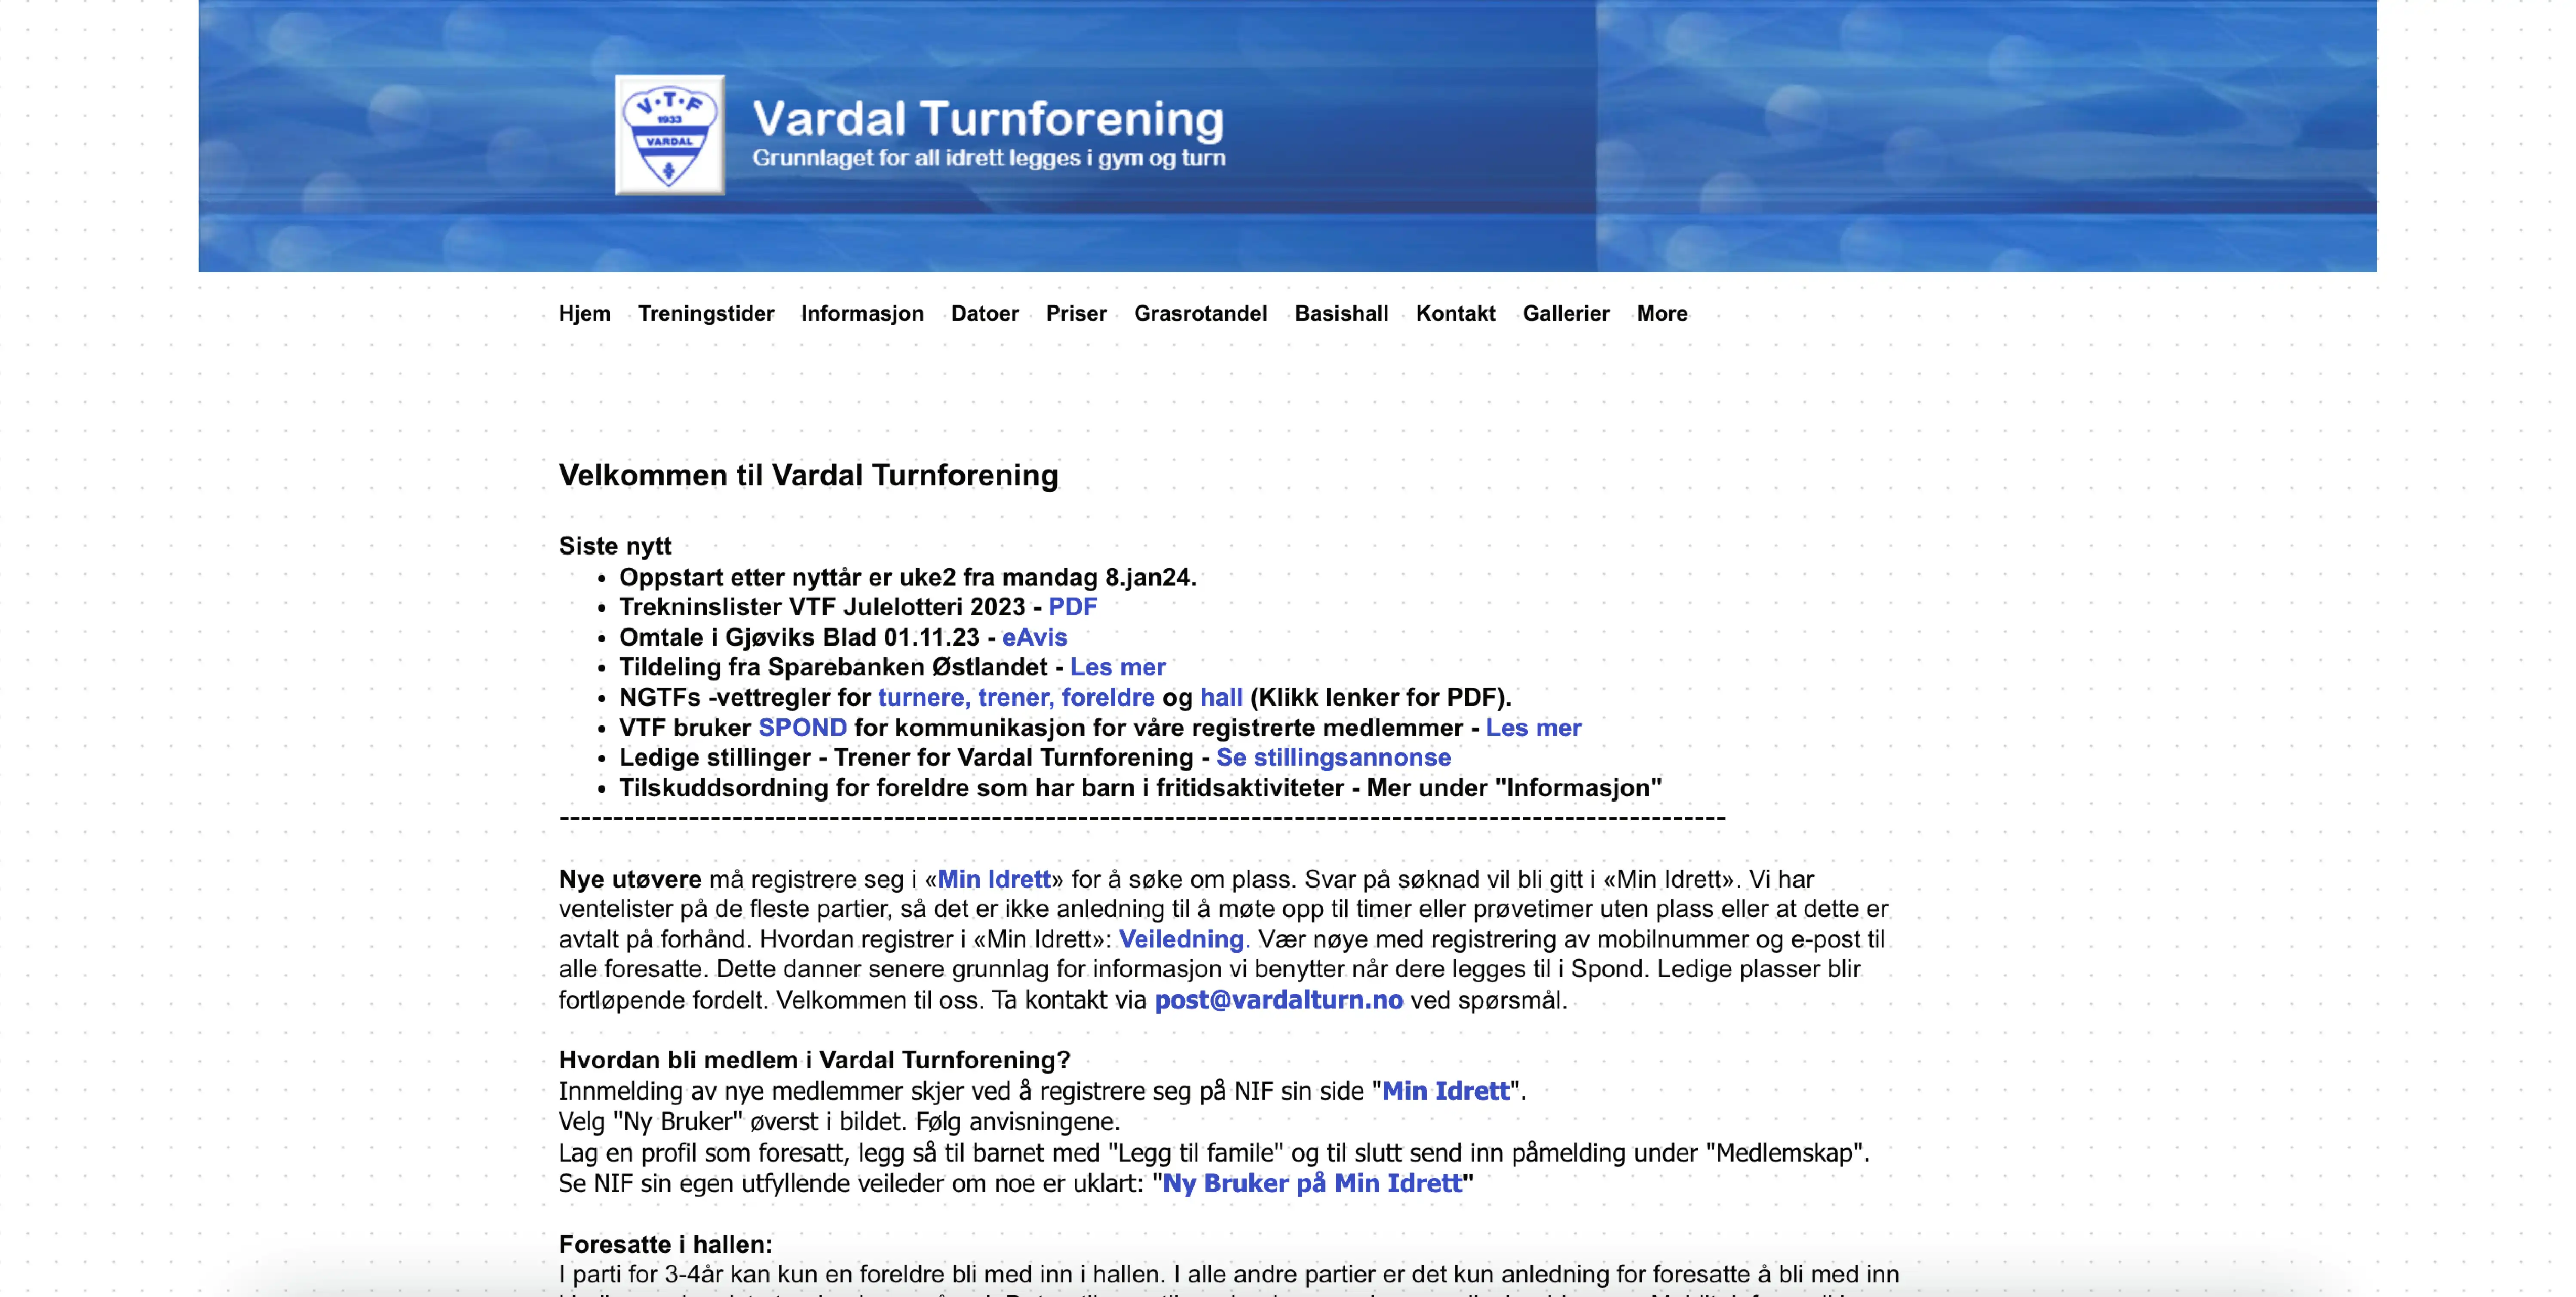 V·T·F
1933
VARDAL
Vardal Turnforening
Grunnlaget for all idrett legges i gym og turn
Hjem Treningstider Informasjon Datoer Priser Grasrotandel Basishall Kontakt Gallerier More
Velkommen til Vardal Turnforening
Siste nytt
• Oppstart etter nyttår er uke2 fra mandag 8.jan24.
• Trekninslister VTF Julelotteri 2023 - PDF
• Omtale i Gjøviks Blad 01.11.23 - eAvis
• Tildeling fra Sparebanken Østlandet - Les mer
• NGTFs -vettregler for turnere, trener, foreldre og hall (Klikk lenker for PDF).
• VTF bruker SPOND for kommunikasjon for våre registrerte medlemmer - Les mer
• Ledige stillinger - Trener for Vardal Turnforening - Se stillingsannonse
• Tilskuddsordning for foreldre som har barn i fritidsaktiviteter - Mer under "Informasjon"
------------------------------------------------------------------------------------------------------------
Nye utøvere må registrere seg i «Min Idrett» for å søke om plass. Svar på søknad vil bli gitt i «Min Idrett». Vi har
ventelister på de fleste partier, så det er ikke anledning til å møte opp til timer eller prøvetimer uten plass eller at dette er
avtalt på forhånd. Hvordan registrer i «Min Idrett»: Veiledning. Vær nøye med registrering av mobilnummer og e-post til
alle foresatte. Dette danner senere grunnlag for informasjon vi benytter når dere legges til i Spond. Ledige plasser blir
fortløpende fordelt. Velkommen til oss. Ta kontakt via post@vardalturn.no ved spørsmål.
Hvordan bli medlem i Vardal Turnforening?
Innmelding av nye medlemmer skjer ved å registrere seg på NIF sin side "Min Idrett".
Velg "Ny Bruker" øverst i bildet. Følg anvisningene.
Lag en profil som foresatt, legg så til barnet med "Legg til famile" og til slutt send inn påmelding under "Medlemskap".
Se NIF sin egen utfyllende veileder om noe er uklart: "Ny Bruker på Min Idrett"
Foresatte i hallen:
I parti for 3-4år kan kun en foreldre bli med inn i hallen. I alle andre partier er det kun anledning for foresatte å bli med inn